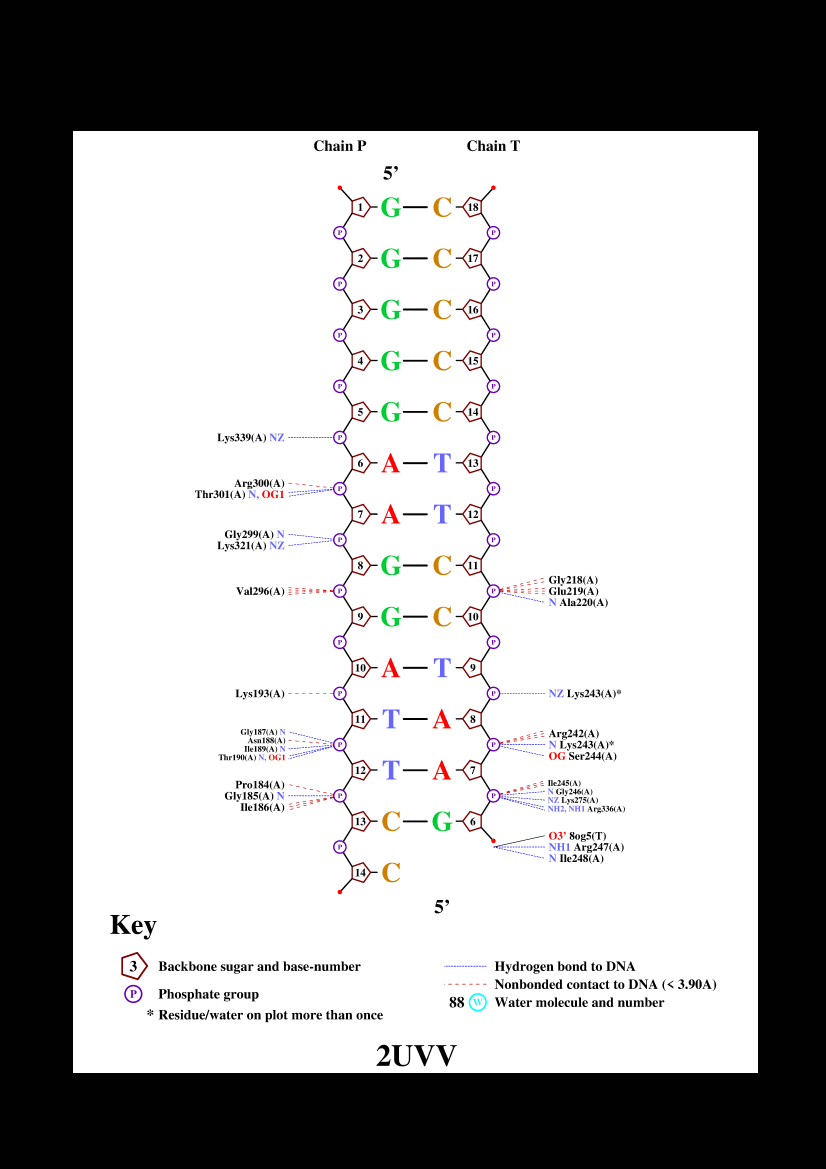 Chain P Chain T
5’
1 G C 18
P P
2 G C 17
P P
3 G C 16
P P
4 G C 15
P P
5 G C 14
Lys339(A) NZ P P
6 A T 13
Arg300(A)
Thr301(A) N, OG1 P P
7 A T 12
Gly299(A) N
Lys321(A) NZ P P
8 G C 11
Gly218(A)
Val296(A) P P Glu219(A)
N Ala220(A)
9 G C 10
P P
10 A T 9
Lys193(A) P P NZ Lys243(A)*
11 T A 8
Gly187(A) N Arg242(A)
Asn188(A) P P N Lys243(A)*
Ile189(A) N OG Ser244(A)
Thr190(A) N, OG1
12 T A 7
Pro184(A) Ile245(A)
Gly185(A) N P P N Gly246(A)
Ile186(A) NZ Lys275(A)
NH2, NH1 Arg336(A)
13 C G 6
O3’ 8og5(T)
P NH1 Arg247(A)
N Ile248(A)
14 C
5’
Key
3 Backbone sugar and base-number Hydrogen bond to DNA
Nonbonded contact to DNA (< 3.90A)
P Phosphate group 88 W Water molecule and number
* Residue/water on plot more than once
2UVV